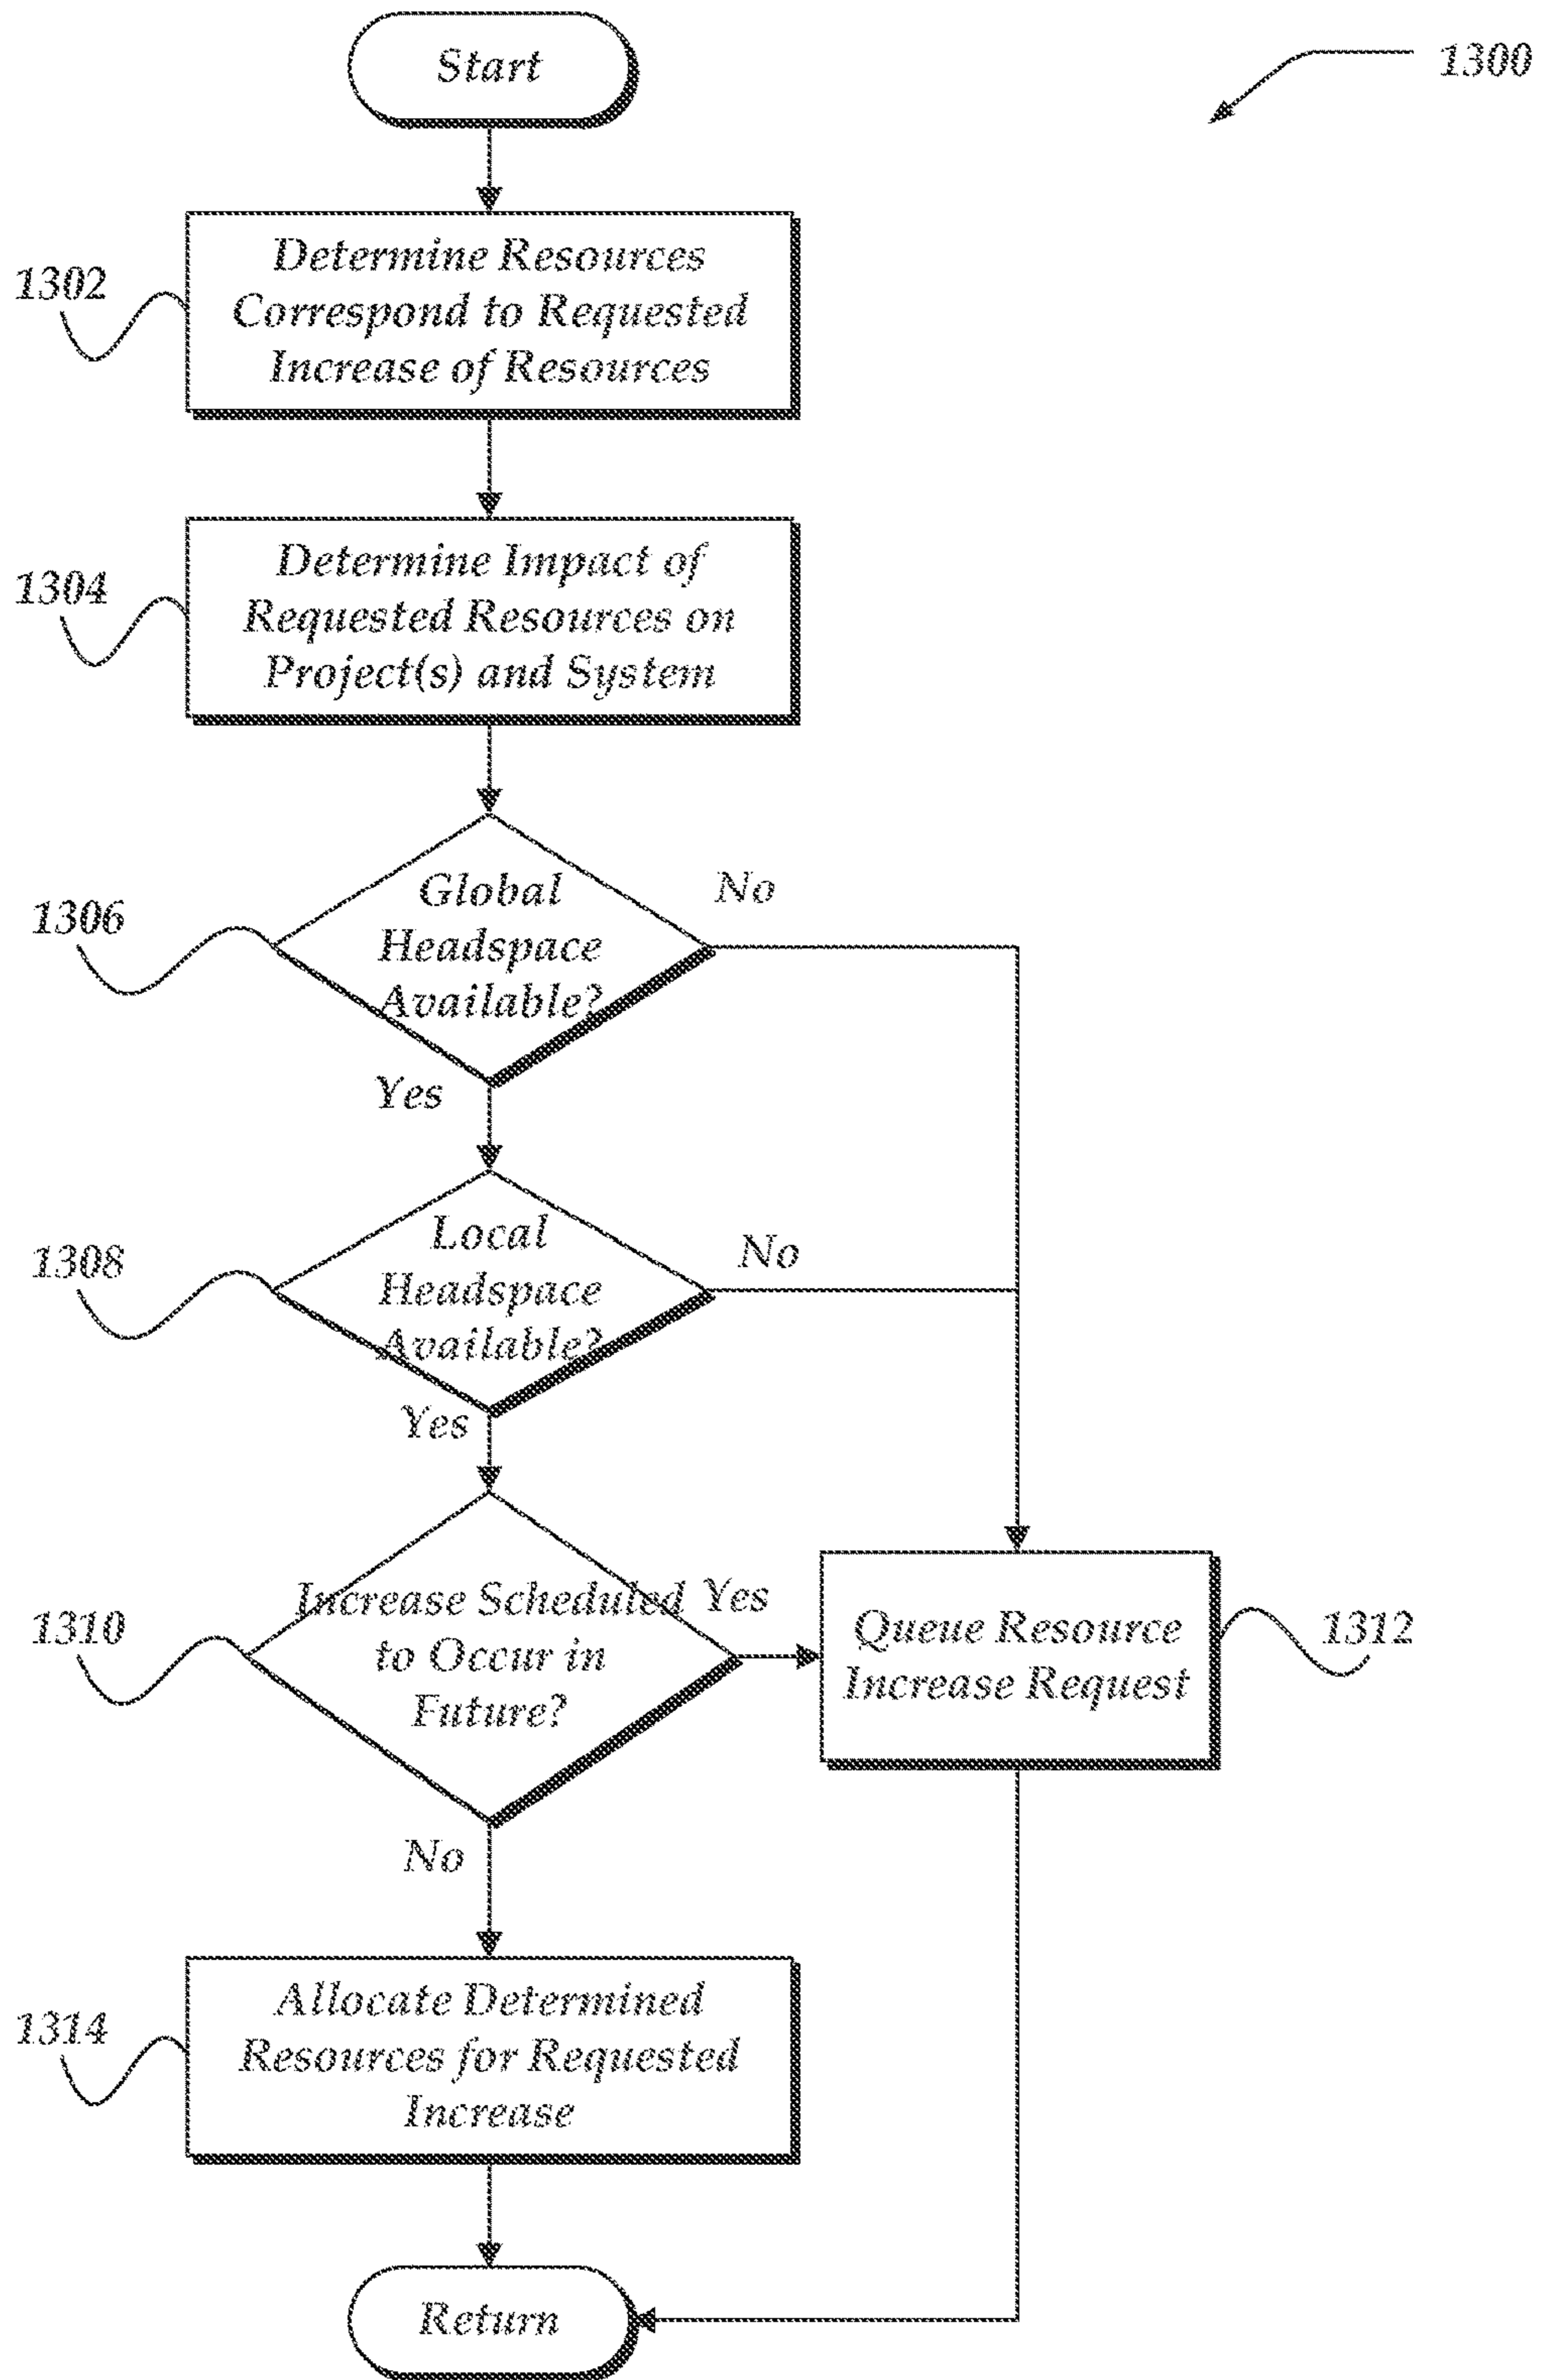 Start
1300
1302
Determine Resources
Correspond to Requested
Increase of Resources
1304
Determine Impact of
Requested Resources on
Project(s) and System
1306
Global
Headspace
Available?
No
Yes
1308
Local
Headspace
Available?
No
Yes
1310
Increase Scheduled
to Occur in
Future?
Yes
Queue Resource
Increase Request
1312
No
1314
Allocate Determined
Resources for Requested
Increase
Return